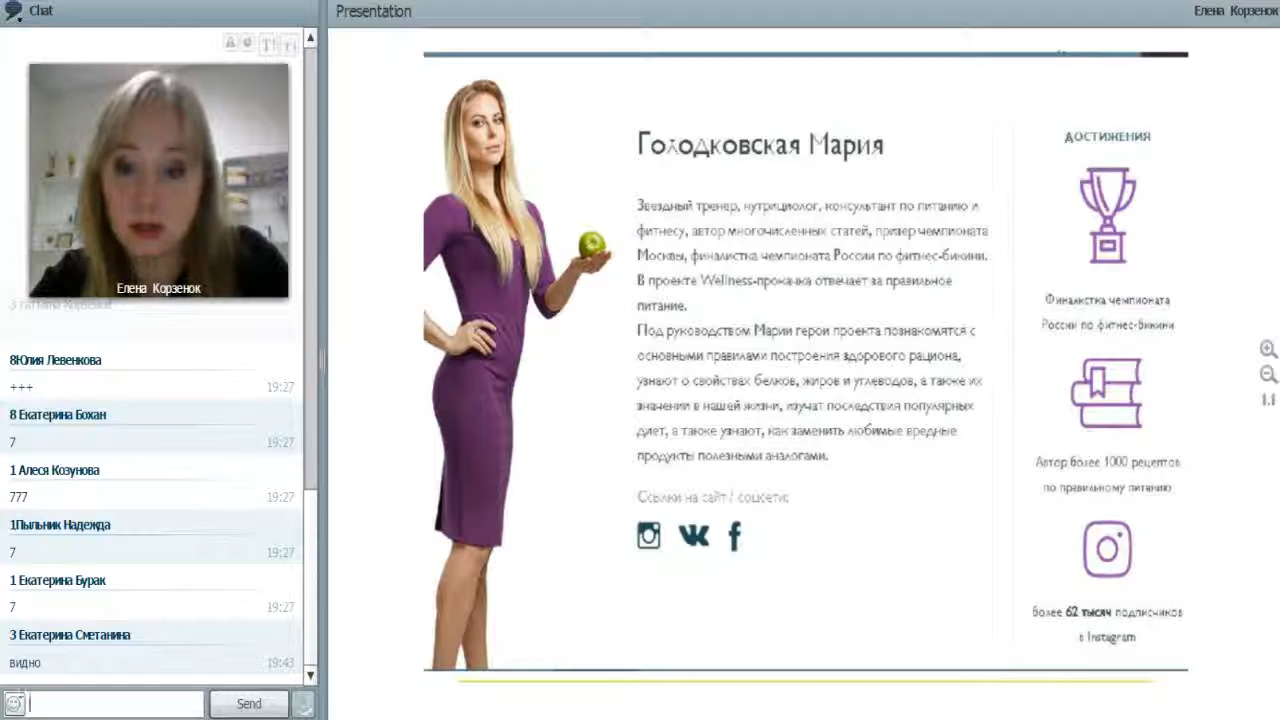 Chat
Елена Корзенок
8Юлия Левенкова
+++ 19:27
8 Екатерина Бохан
7 19:27
1 Алеся Козунова
777 19:27
1Пыльник Надежда
7 19:27
1 Екатерина Бурак
7 19:27
3 Екатерина Сметанина
видно 19:43
Send
Presentation
Елена Корзенок
Голодковская Мария
Звездный тренер, нутрициолог, консультант по питанию и
фитнесу, автор многочисленных статей, призер чемпионата
Москвы, финалистка чемпионата России по фитнес-бикини.
В проекте Wellness-прокачка отвечает за правильное
питание.
Под руководством Марии герои проекта познакомятся с
основными правилами построения здорового рациона,
узнают о свойствах белков, жиров и углеводов, а также их
значении в нашей жизни, изучат последствия популярных
диет, а также узнают, как заменить любимые вредные
продукты полезными аналогами.
Ссылки на сайт / соцсети:
ДОСТИЖЕНИЯ
Финалистка чемпионата
России по фитнес-бикини
Автор более 1000 рецептов
по правильному питанию
более 62 тысяч подписчиков
в Instagram
1:1